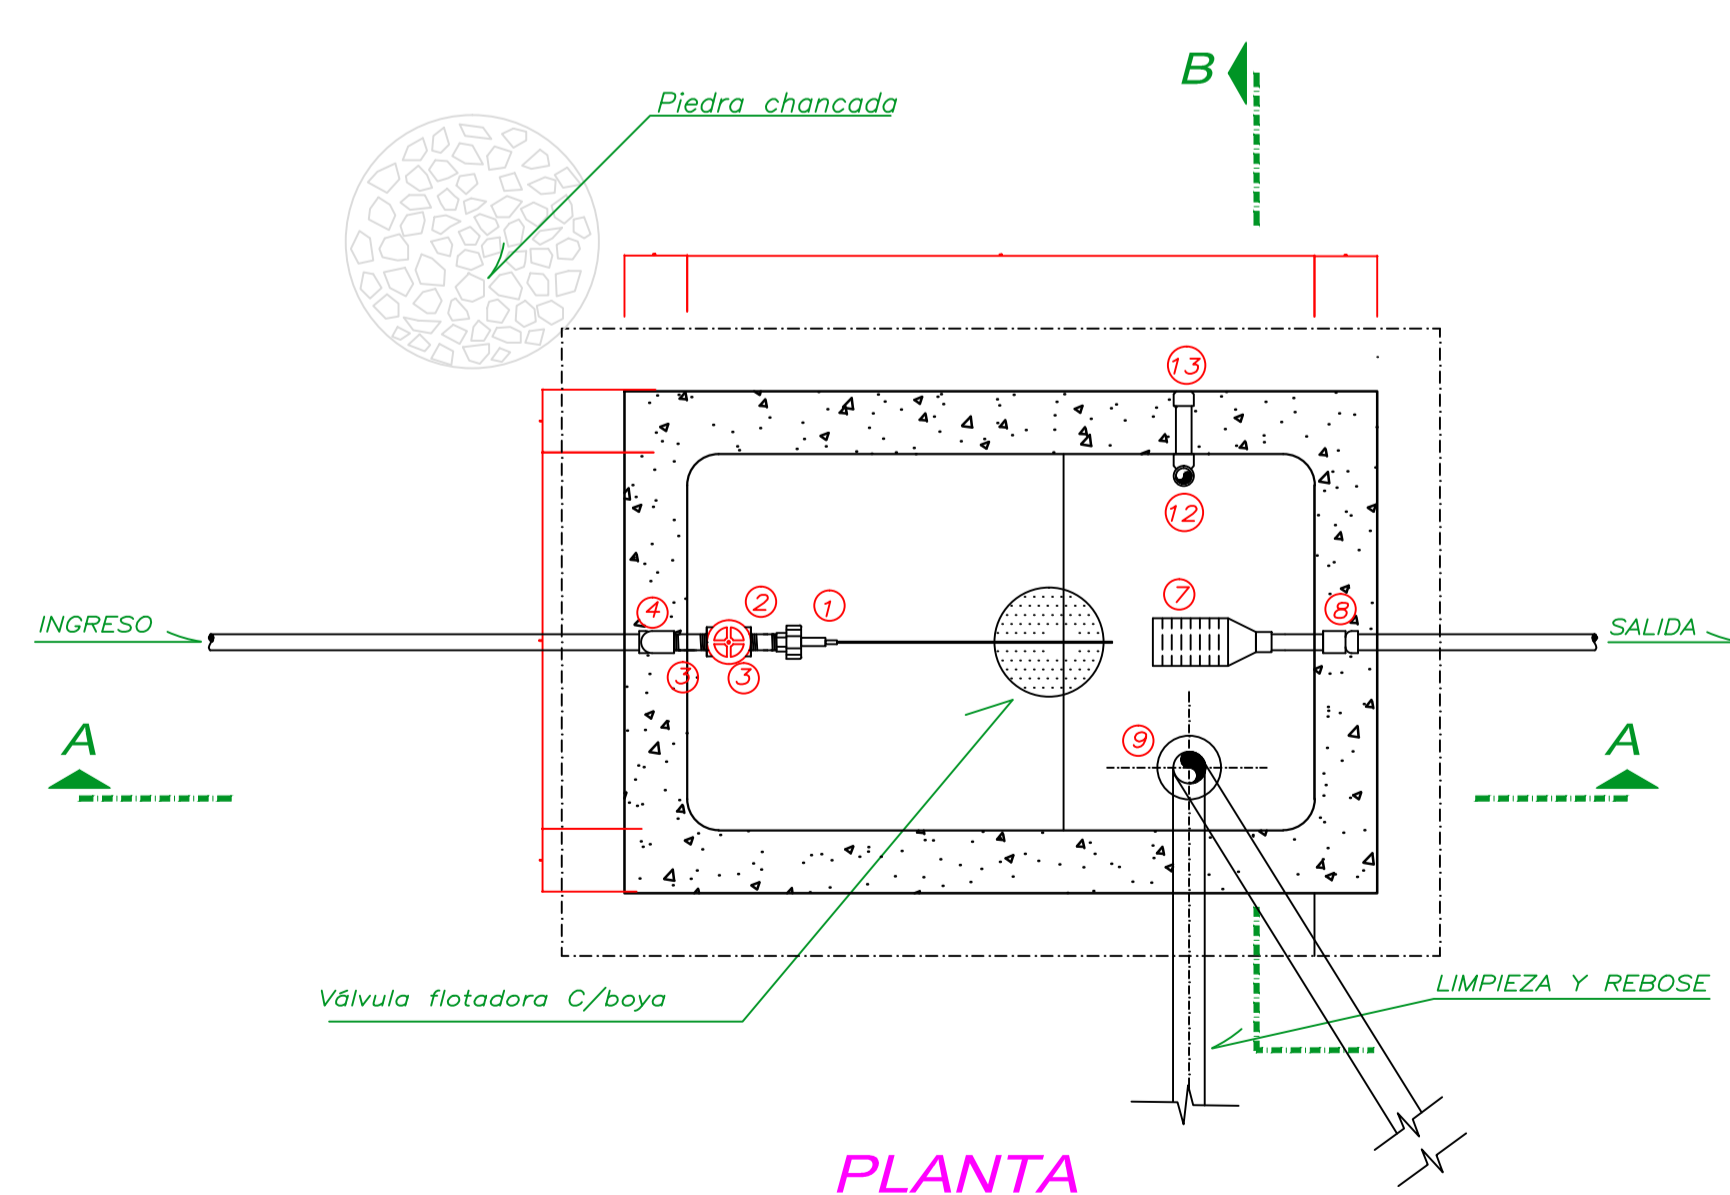 B
Piedra chancada
13
12
INGRESO
4
2
1
7
8
SALIDA
3
3
A
9
A
Válvula flotadora C/boya
LIMPIEZA Y REBOSE
PLANTA